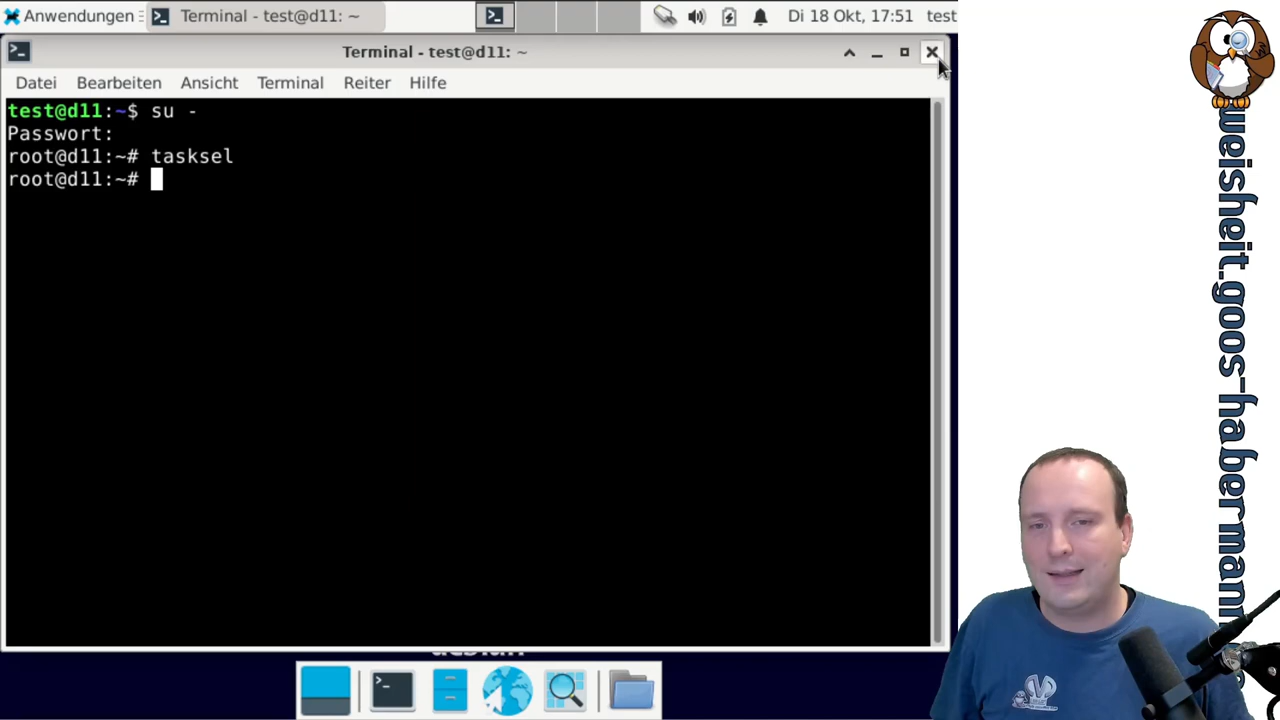 Anwendungen
Terminal - test@d11: ~
Di 18 Okt, 17:51
test
Terminal - test@d11: ~
Datei Bearbeiten Ansicht Terminal Reiter Hilfe
test@d11:~$ su -
Passwort:
root@d11:~# tasksel
root@d11:~#
weisheit.goos-habermann